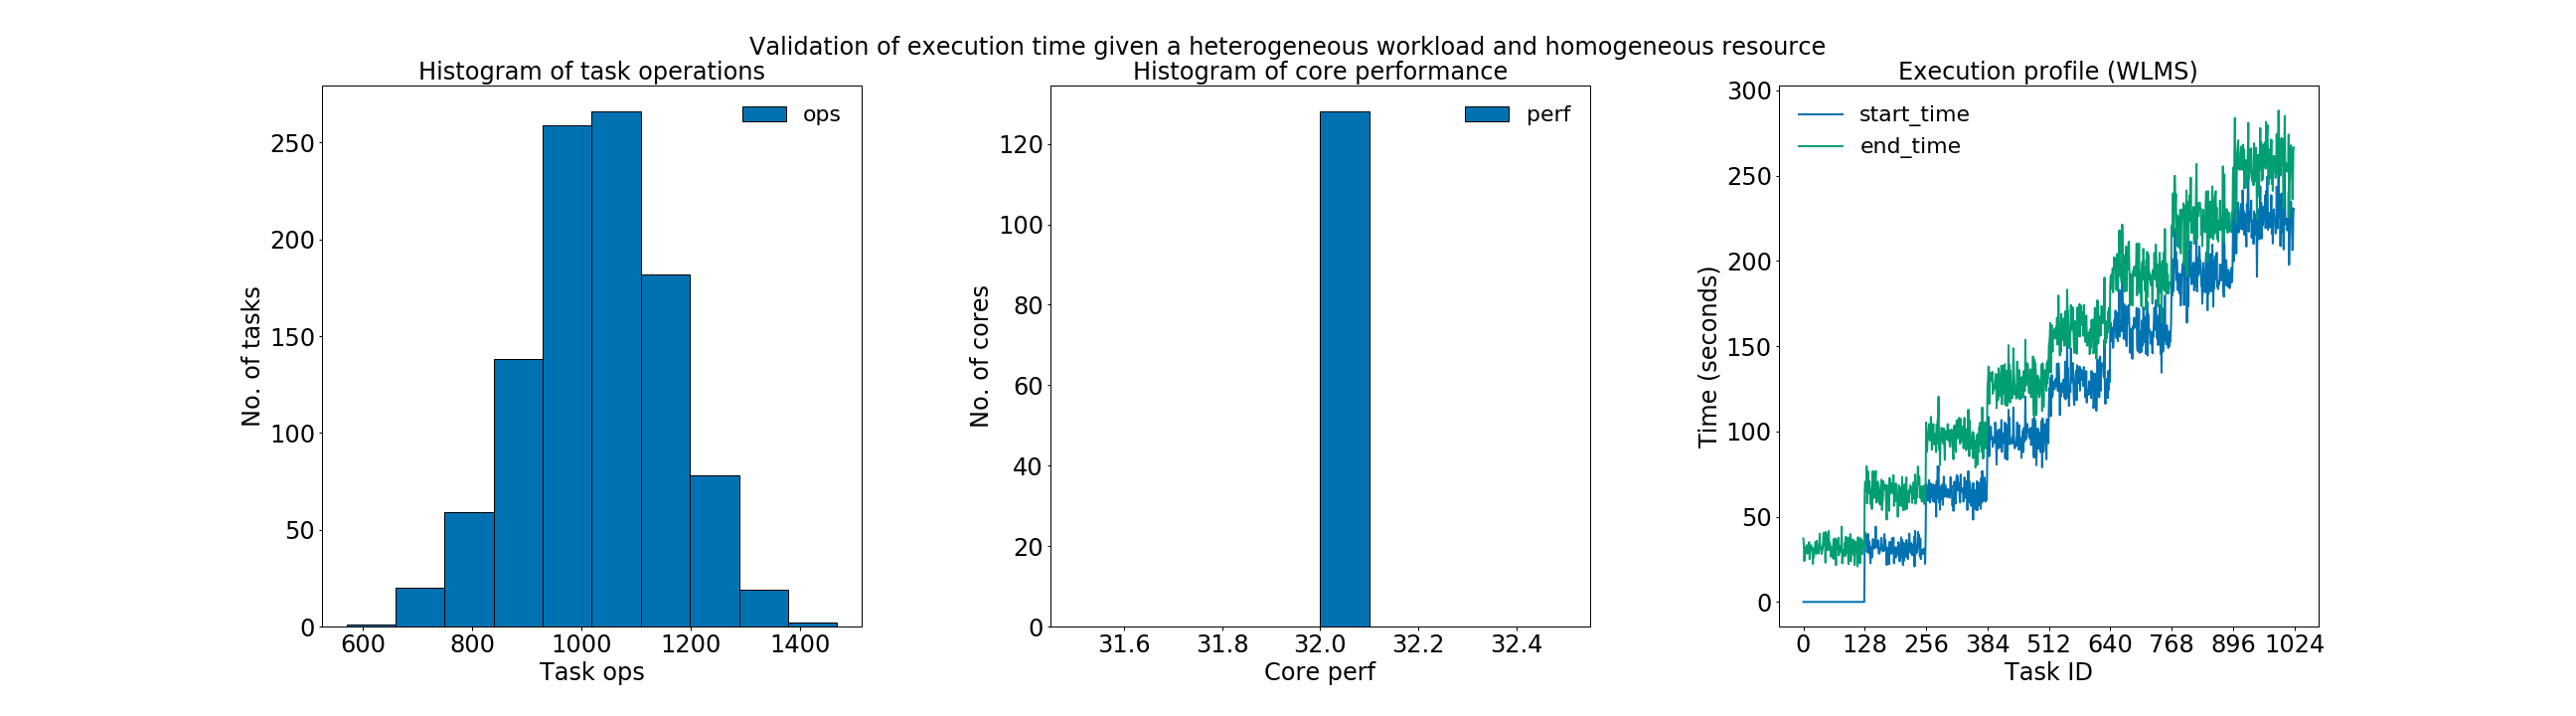 Validation of execution time given a heterogeneous workload and homogeneous resource
Histogram of task operations
ops
250
200
150
100
50
0
No. of tasks
600 800 1000 1200 1400
Task ops
Histogram of core performance
perf
120
100
80
60
40
20
0
No. of cores
31.6 31.8 32.0 32.2 32.4
Core perf
Execution profile (WLMS)
start_time
end_time
300
250
200
150
100
50
0
Time (seconds)
0 128 256 384 512 640 768 896 1024
Task ID